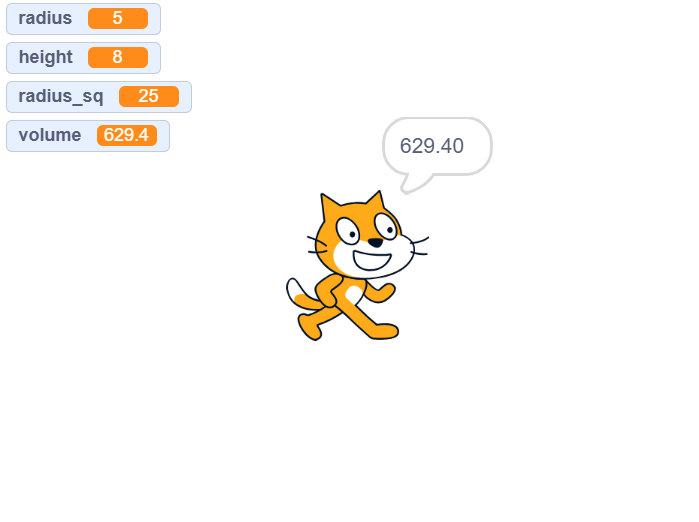 radius 5
height 8
radius_sq 25
volume 629.4
629.40